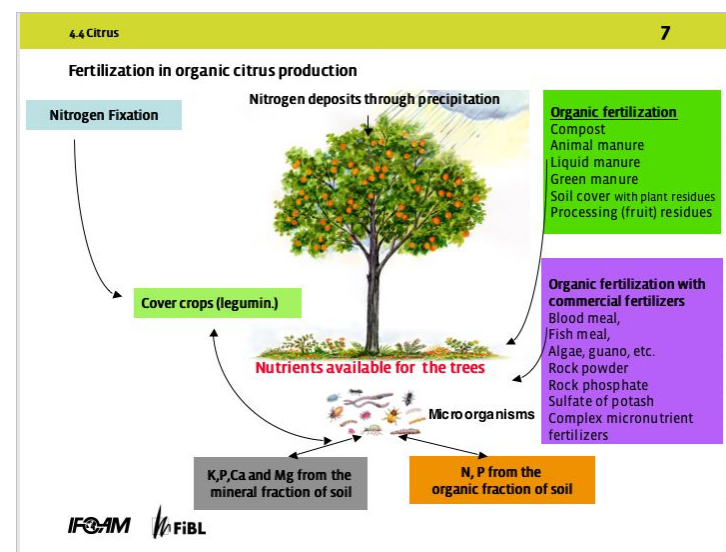 4.4 Citrus
7
Fertilization in organic citrus production
Nitrogen Fixation
Nitrogen deposits through precipitation
Organic fertilization
Compost
Animal manure
Liquid manure
Green manure
Soil cover with plant residues
Processing (fruit) residues
Cover crops (legumin.)
Organic fertilization with
commercial fertilizers
Blood meal,
Fish meal,
Algae, guano, etc.
Rock powder
Rock phosphate
Sulfate of potash
Complex micronutrient
fertilizers
Nutrients available for the trees
Microorganisms
K,P,Ca and Mg from the
mineral fraction of soil
N, P from the
organic fraction of soil
IFOAM
FiBL